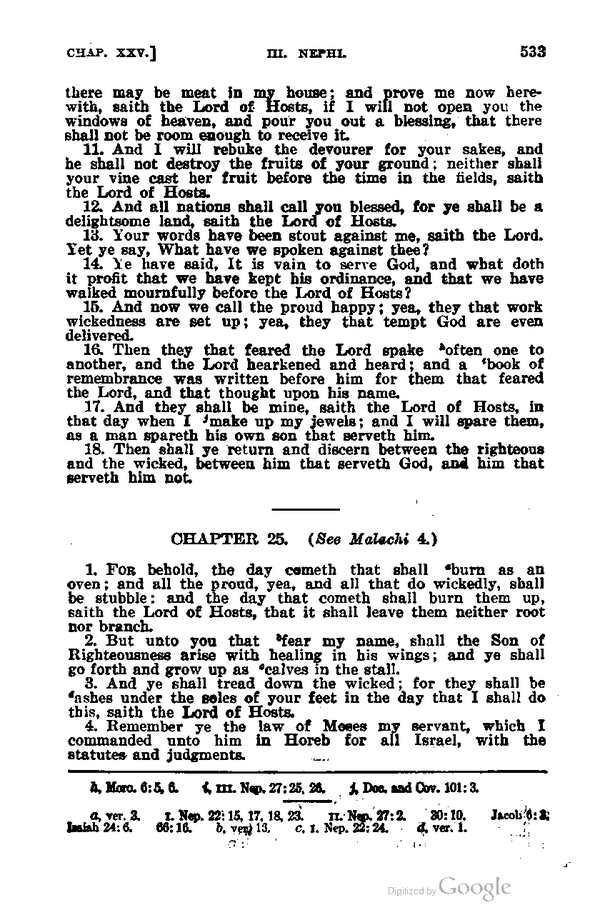 CHAP. XXV.] III. NEPHI. 533
there may be meat in my house; and prove me now here-
with, saith the Lord of Hosts, if I will not open you the
windows of heaven, and pour you out a blessing, that there
shall not be room enough to receive it.
11. And I will rebuke the devourer for your sakes, and
he shall not destroy the fruits of your ground; neither shall
your vine cast her fruit before the time in the fields, saith
the Lord of Hosts.
12. And all nations shall call you blessed, for ye shall be a
delightsome land, saith the Lord of Hosts.
13. Your words have been stout against me, saith the Lord.
Yet ye say, What have we spoken against thee?
14. Ye have said, It is vain to serve God, and what doth
it profit that we have kept his ordinance, and that we have
walked mournfully before the Lord of Hosts?
15. And now we call the proud happy; yea, they that work
wickedness are set up; yea, they that tempt God are even
delivered.
16. Then they that feared the Lord spake hoften one to
another, and the Lord hearkened and heard; and a ibook of
remembrance was written before him for them that feared
the Lord, and that thought upon his name.
17. And they shall be mine, saith the Lord of Hosts, in
that day when I jmake up my jewels; and I will spare them,
as a man spareth his own son that serveth him.
18. Then shall ye return and discern between the righteous
and the wicked, between him that serveth God, and him that
serveth him not.
CHAPTER 25. (See Malachi 4.)
1. FOR behold, the day cometh that shall aburn as an
oven; and all the proud, yea, and all that do wickedly, shall
be stubble: and the day that cometh shall burn them up,
saith the Lord of Hosts, that it shall leave them neither root
nor branch.
2. But unto you that bfear my name, shall the Son of
Righteousness arise with healing in his wings; and ye shall
go forth and grow up as ccalves in the stall.
3. And ye shall tread down the wicked; for they shall be
dashes under the soles of your feet in the day that I shall do
this, saith the Lord of Hosts.
4. Remember ye the law of Moses my servant, which I
commanded unto him in Horeb for all Israel, with the
statutes and judgments.
h, Moro. 6:5, 6. i, III. Nep. 27:25, 26. j, Doc. and Cov. 101:3.
a, ver. 3. I. Nep. 22:15, 17, 18, 23. II. Nep. 27:2. 30:10. Jacob 6:3.
Isaiah 24:6. 66:16. b, ver. 13. c, I. Nep. 22:24. d, ver. 1.
Digitized by Google